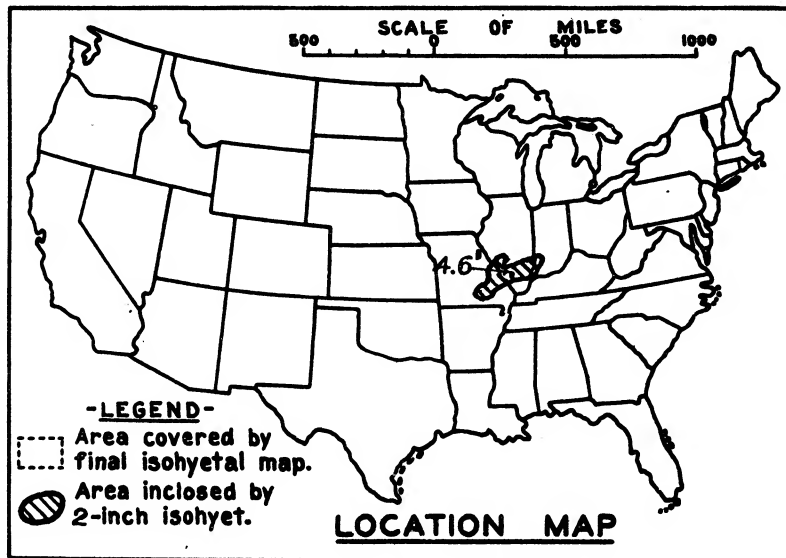 SCALE OF MILES
500 0 500 1000
4.6"
-LEGEND-
Area covered by
final isohyetal map.
Area inclosed by
2-inch isohyet.
LOCATION MAP